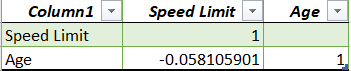 Column1 Speed Limit Age
Speed Limit 1
Age -0.058105901 1